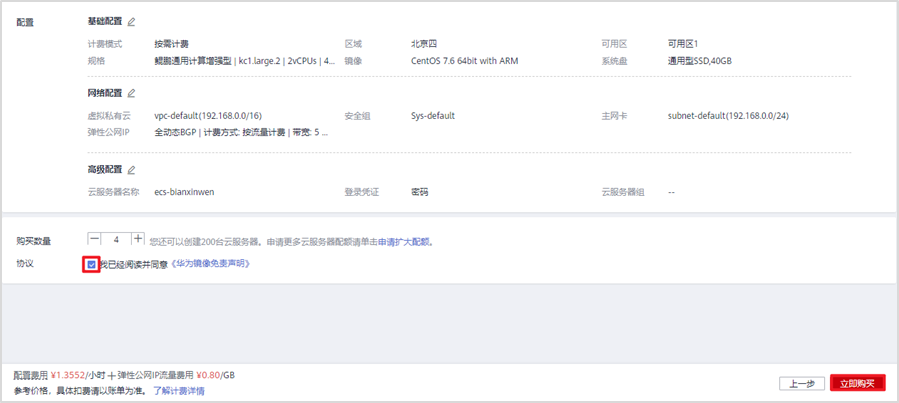 配置 基础配置
计费模式 按需计费 区域 北京四 可用区 可用区1
规格 鲲鹏通用计算增强型 | kc1.large.2 | 2vCPUs | 4... 镜像 CentOS 7.6 64bit with ARM 系统盘 通用型SSD,40GB
网络配置
虚拟私有云 vpc-default(192.168.0.0/16) 安全组 Sys-default 主网卡 subnet-default(192.168.0.0/24)
弹性公网IP 全动态BGP | 计费方式: 按流量计费 | 带宽: 5 ...
高级配置
云服务器名称 ecs-bianxinwen 登录凭证 密码 云服务器组 --
购买数量 — 4 + 您还可以创建200台云服务器。申请更多云服务器配额请单击申请扩大配额。
协议 我已经阅读并同意《华为镜像免责声明》
配置费用 ¥1.3552/小时 + 弹性公网IP流量费用 ¥0.80/GB
参考价格，具体扣费请以账单为准。 了解计费详情
上一步 立即购买